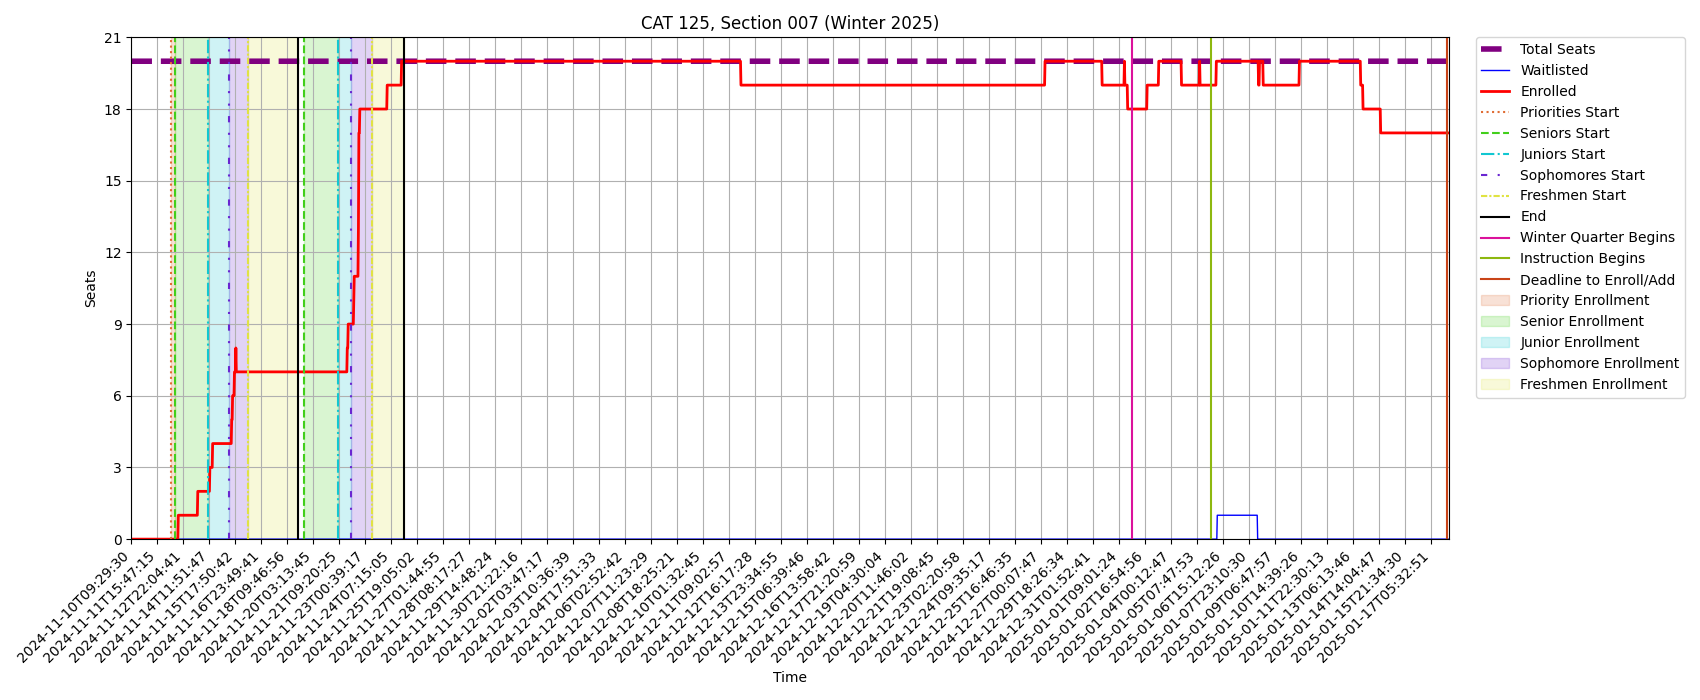 CAT 125, Section 007 (Winter 2025)
21
18
15
12
9
6
3
0
Seats
Time
2024-11-10T09:29:30
2024-11-11T15:47:15
2024-11-12T22:04:41
2024-11-14T11:51:47
2024-11-15T17:50:42
2024-11-16T23:49:41
2024-11-18T09:46:56
2024-11-20T03:13:45
2024-11-21T09:20:25
2024-11-23T00:39:17
2024-11-24T07:15:05
2024-11-25T19:05:02
2024-11-27T01:44:55
2024-11-28T08:17:27
2024-11-29T14:48:24
2024-11-30T21:22:16
2024-12-02T03:47:17
2024-12-03T10:36:39
2024-12-04T17:51:33
2024-12-06T02:52:42
2024-12-07T11:23:29
2024-12-08T18:25:21
2024-12-10T01:32:45
2024-12-11T09:02:57
2024-12-12T16:17:28
2024-12-13T23:34:55
2024-12-15T06:39:46
2024-12-16T13:58:42
2024-12-17T21:20:59
2024-12-19T04:30:04
2024-12-20T11:46:02
2024-12-21T19:08:45
2024-12-23T02:20:58
2024-12-24T09:35:17
2024-12-25T16:46:35
2024-12-27T00:07:47
2024-12-29T18:26:34
2024-12-31T01:52:41
2025-01-01T09:01:24
2025-01-02T16:54:56
2025-01-04T00:12:47
2025-01-05T07:47:53
2025-01-06T15:12:26
2025-01-07T23:10:30
2025-01-09T06:47:57
2025-01-10T14:39:26
2025-01-11T22:30:13
2025-01-13T06:13:46
2025-01-14T14:04:47
2025-01-15T21:34:30
2025-01-17T05:32:51
Total Seats
Waitlisted
Enrolled
Priorities Start
Seniors Start
Juniors Start
Sophomores Start
Freshmen Start
End
Winter Quarter Begins
Instruction Begins
Deadline to Enroll/Add
Priority Enrollment
Senior Enrollment
Junior Enrollment
Sophomore Enrollment
Freshmen Enrollment